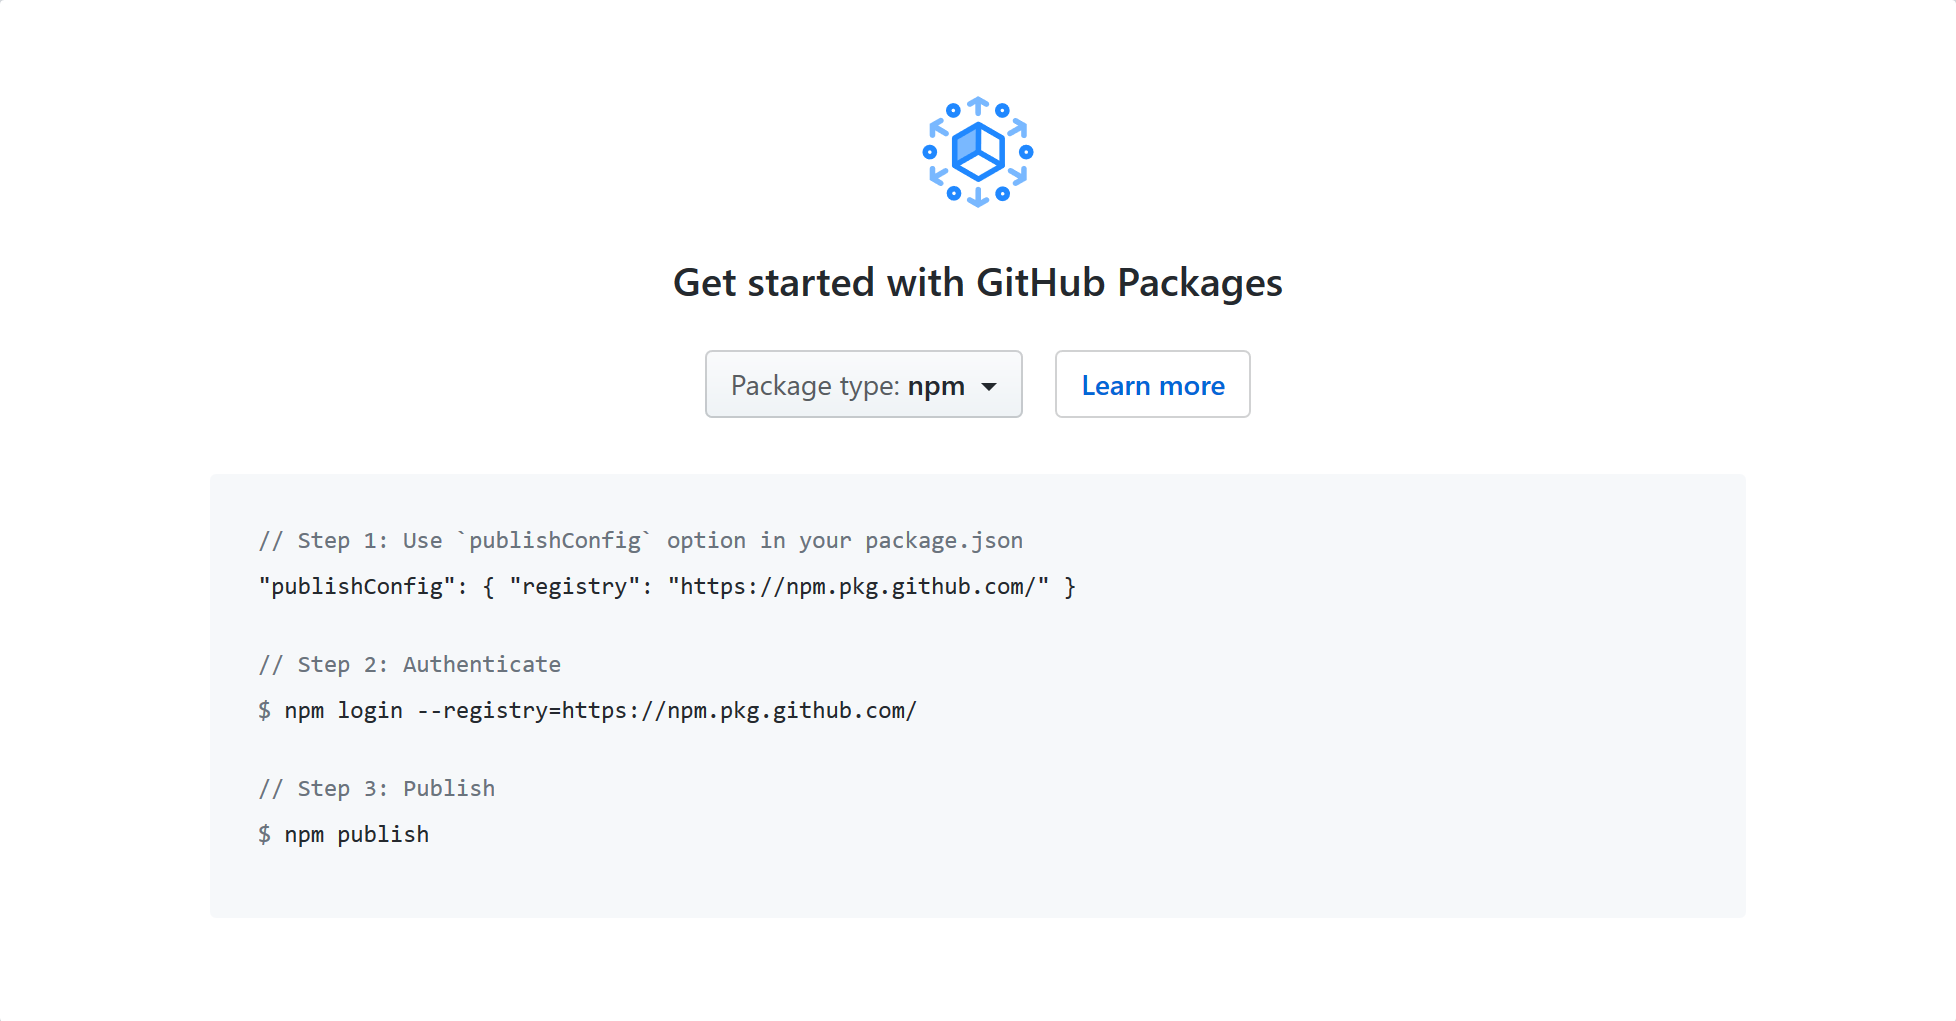 Get started with GitHub Packages
Package type: npm
Learn more
// Step 1: Use `publishConfig` option in your package.json
"publishConfig": { "registry": "https://npm.pkg.github.com/" }
// Step 2: Authenticate
$ npm login --registry=https://npm.pkg.github.com/
// Step 3: Publish
$ npm publish